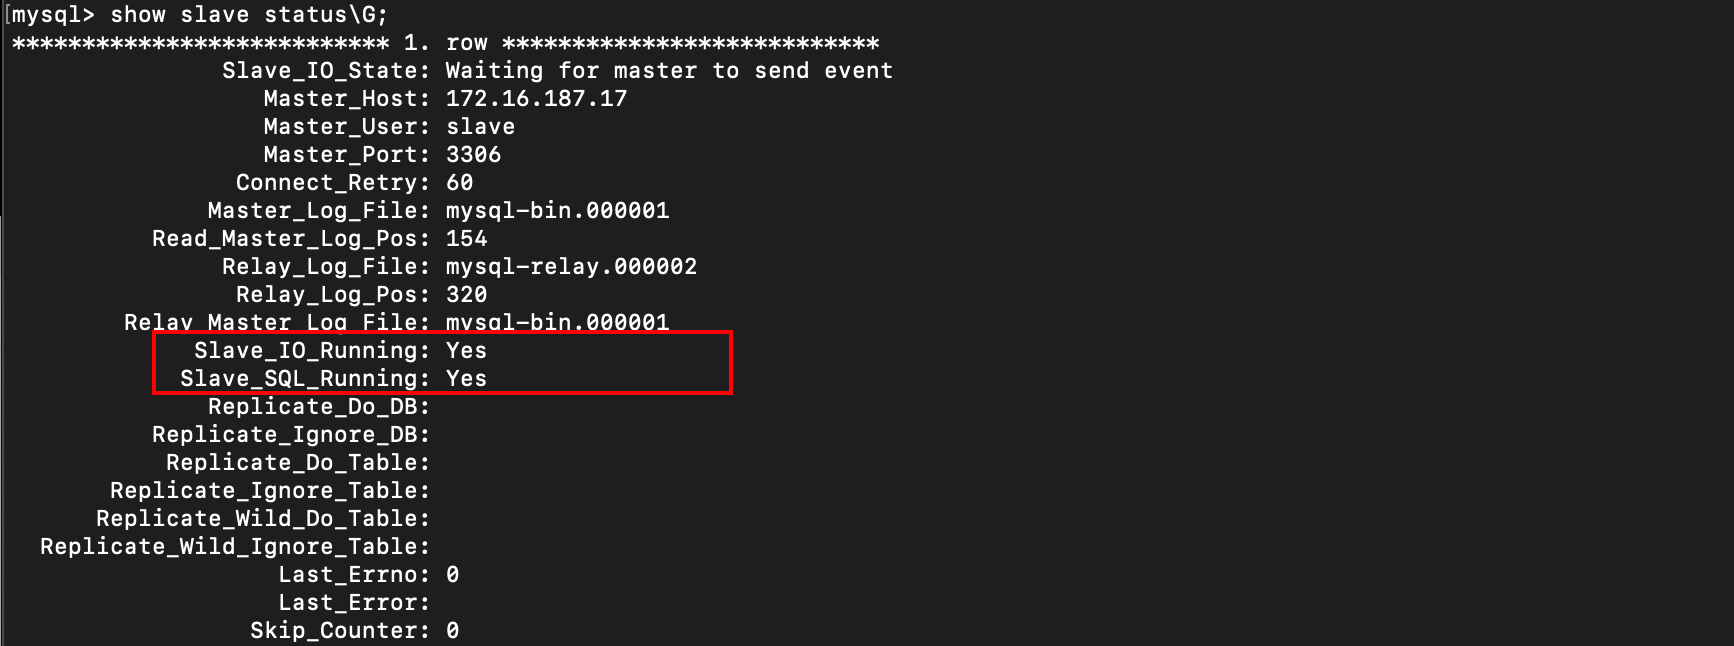 [mysql> show slave status\G;
*************************** 1. row ***************************
Slave_IO_State: Waiting for master to send event
Master_Host: 172.16.187.17
Master_User: slave
Master_Port: 3306
Connect_Retry: 60
Master_Log_File: mysql-bin.000001
Read_Master_Log_Pos: 154
Relay_Log_File: mysql-relay.000002
Relay_Log_Pos: 320
Relay_Master_Log_File: mysql-bin.000001
Slave_IO_Running: Yes
Slave_SQL_Running: Yes
Replicate_Do_DB:
Replicate_Ignore_DB:
Replicate_Do_Table:
Replicate_Ignore_Table:
Replicate_Wild_Do_Table:
Replicate_Wild_Ignore_Table:
Last_Errno: 0
Last_Error:
Skip_Counter: 0